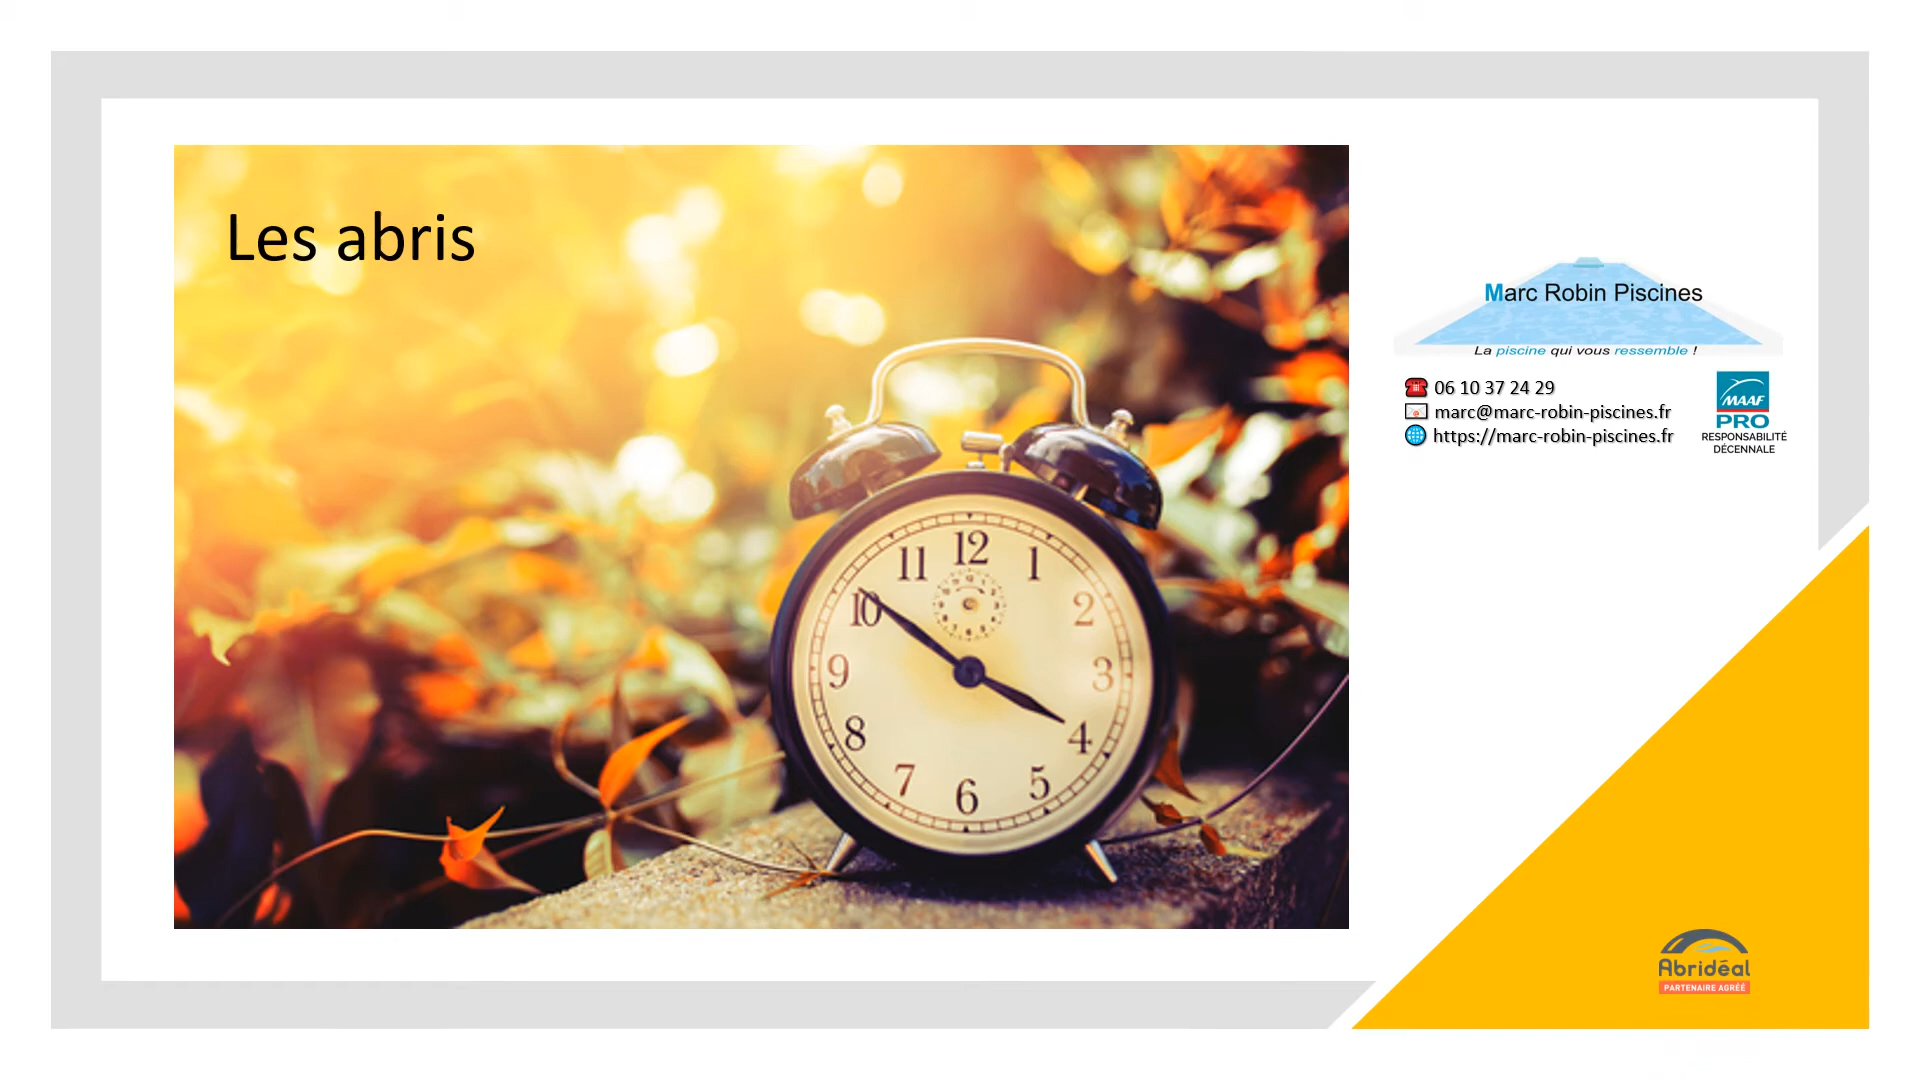 Les abris
Marc Robin Piscines
La piscine qui vous ressemble !
06 10 37 24 29
marc@marc-robin-piscines.fr
https://marc-robin-piscines.fr
MAAF
PRO
RESPONSABILITÉ
DÉCENNALE
12
11
1
10
2
9
3
8
4
7
5
6
Abridéal
PARTENAIRE AGRÉÉ